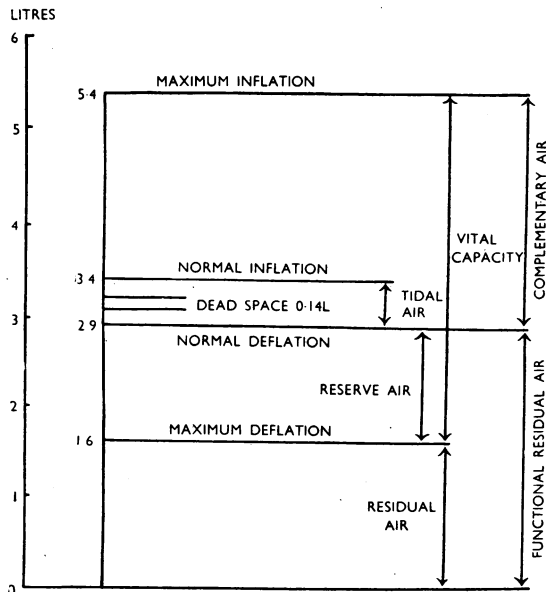 LITRES
6
MAXIMUM INFLATION
5·4
5
COMPLEMENTARY AIR
4
VITAL
CAPACITY
NORMAL INFLATION
3·4
TIDAL
AIR
DEAD SPACE 0·14L
3
2·9
NORMAL DEFLATION
RESERVE AIR
FUNCTIONAL RESIDUAL AIR
2
MAXIMUM DEFLATION
1 6
1
RESIDUAL
AIR
0